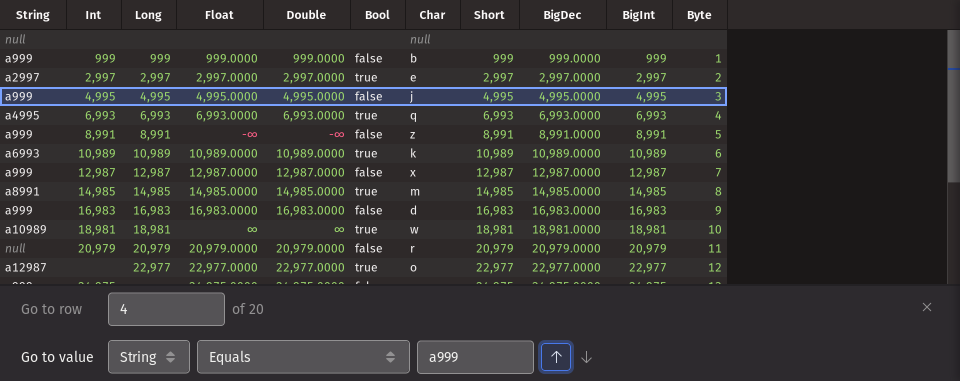 String Int Long Float Double Bool Char Short BigDec BigInt Byte
null null
a999 999 999 999.0000 999.0000 false b 999 999.0000 999 1
a2997 2,997 2,997 2,997.0000 2,997.0000 true e 2,997 2,997.0000 2,997 2
a999 4,995 4,995 4,995.0000 4,995.0000 false j 4,995 4,995.0000 4,995 3
a4995 6,993 6,993 6,993.0000 6,993.0000 true q 6,993 6,993.0000 6,993 4
a999 8,991 8,991 -∞ -∞ false z 8,991 8,991.0000 8,991 5
a6993 10,989 10,989 10,989.0000 10,989.0000 true k 10,989 10,989.0000 10,989 6
a999 12,987 12,987 12,987.0000 12,987.0000 false x 12,987 12,987.0000 12,987 7
a8991 14,985 14,985 14,985.0000 14,985.0000 true m 14,985 14,985.0000 14,985 8
a999 16,983 16,983 16,983.0000 16,983.0000 false d 16,983 16,983.0000 16,983 9
a10989 18,981 18,981 ∞ ∞ true w 18,981 18,981.0000 18,981 10
null 20,979 20,979 20,979.0000 20,979.0000 false r 20,979 20,979.0000 20,979 11
a12987 22,977 22,977.0000 22,977.0000 true o 22,977 22,977.0000 22,977 12
Go to row 4 of 20
Go to value String Equals a999